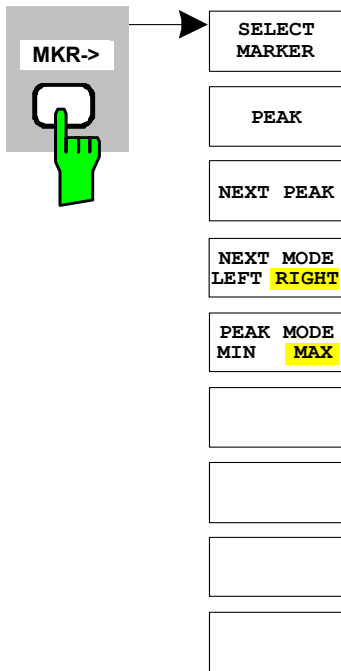 MKR->
SELECT
MARKER
PEAK
NEXT PEAK
NEXT MODE
LEFT RIGHT
PEAK MODE
MIN MAX